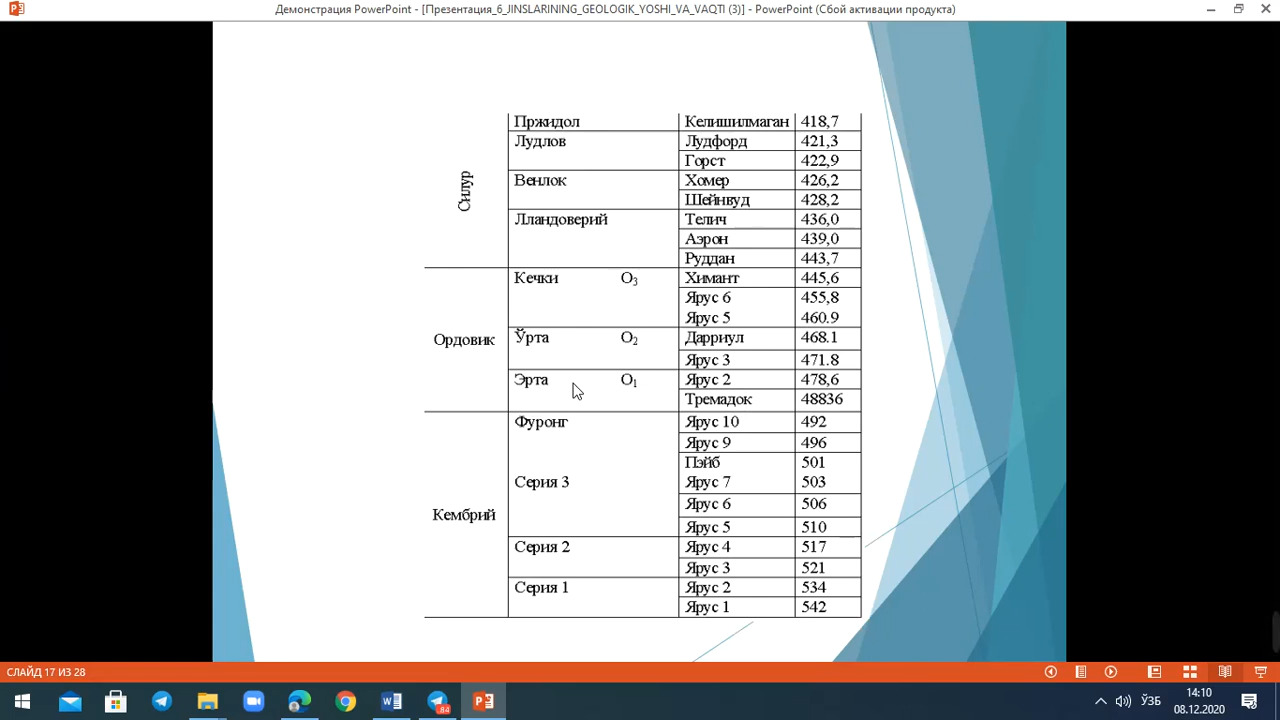 Демонстрация PowerPoint - [Презентация_6_JINSLARINING_GEOLOGIK_YOSHI_VA_VAQTI (3)] - PowerPoint (Сбой активации продукта)
Пржидол Келишилмаган 418,7
Лудлов Лудфорд 421,3
Горст 422,9
Венлок Хомер 426,2
Силур
Шейнвуд 428,2
Лландоверий Телич 436,0
Аэрон 439,0
Руддан 443,7
Кечки O3 Химант 445,6
Ярус 6 455,8
Ярус 5 460.9
Ордовик
Ўрта O2 Дарриул 468.1
Ярус 3 471.8
Эрта O1 Ярус 2 478,6
Тремадок 48836
Фуронг Ярус 10 492
Ярус 9 496
Пэйб 501
Серия 3 Ярус 7 503
Кембрий
Ярус 6 506
Ярус 5 510
Серия 2 Ярус 4 517
Ярус 3 521
Серия 1 Ярус 2 534
Ярус 1 542
СЛАЙД 17 ИЗ 28
84
ЎЗБ
14:10
08.12.2020